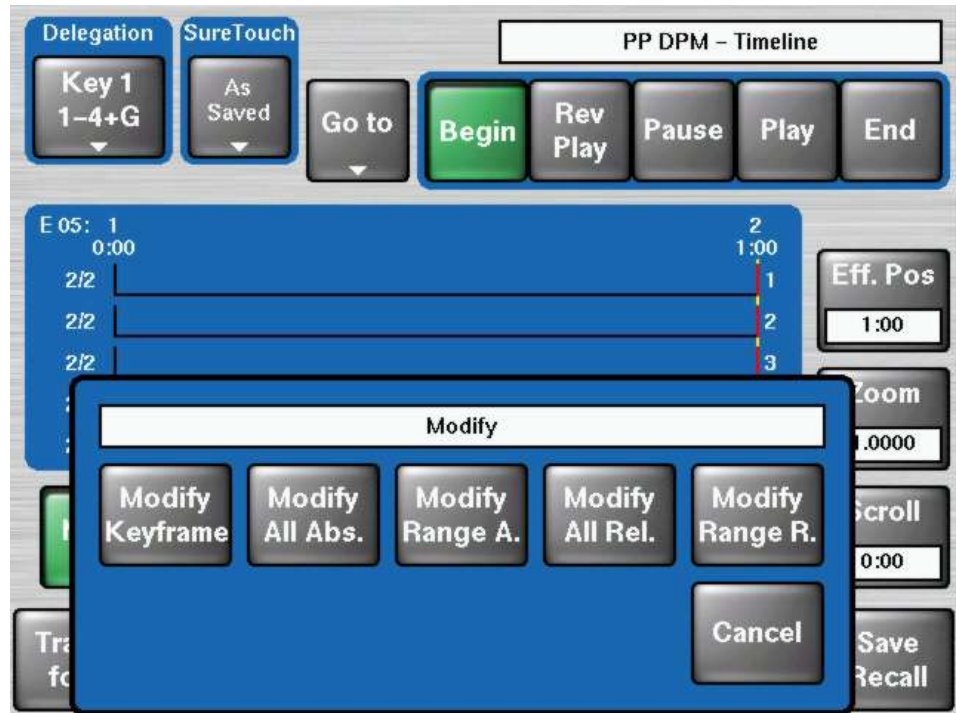 Delegation
SureTouch
PP DPM – Timeline
Key 1
1–4+G
As
Saved
Go to
Begin
Rev
Play
Pause
Play
End
E 05: 1
0:00
2
1:00
2/2
1
2/2
2
2/2
3
Eff. Pos
1:00
Zoom
.0000
Scroll
0:00
Modify
Modify
Keyframe
Modify
All Abs.
Modify
Range A.
Modify
All Rel.
Modify
Range R.
Cancel
Save
Recall